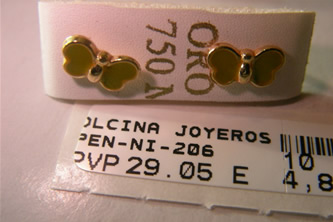 ORO
750 M
OLCINA JOYEROS
PEN-NI-206
PVP 29.05 E
10
4,8